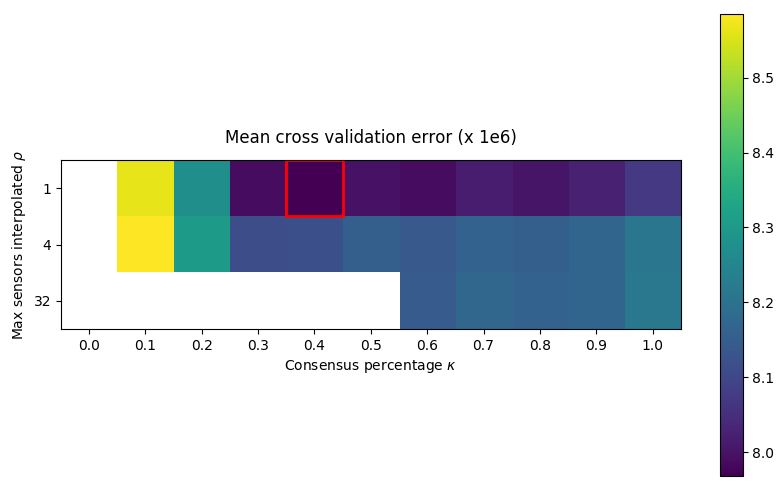 Mean cross validation error (x 1e6)
Max sensors interpolated ρ
1
4
32
0.0 0.1 0.2 0.3 0.4 0.5 0.6 0.7 0.8 0.9 1.0
Consensus percentage κ
8.5
8.4
8.3
8.2
8.1
8.0